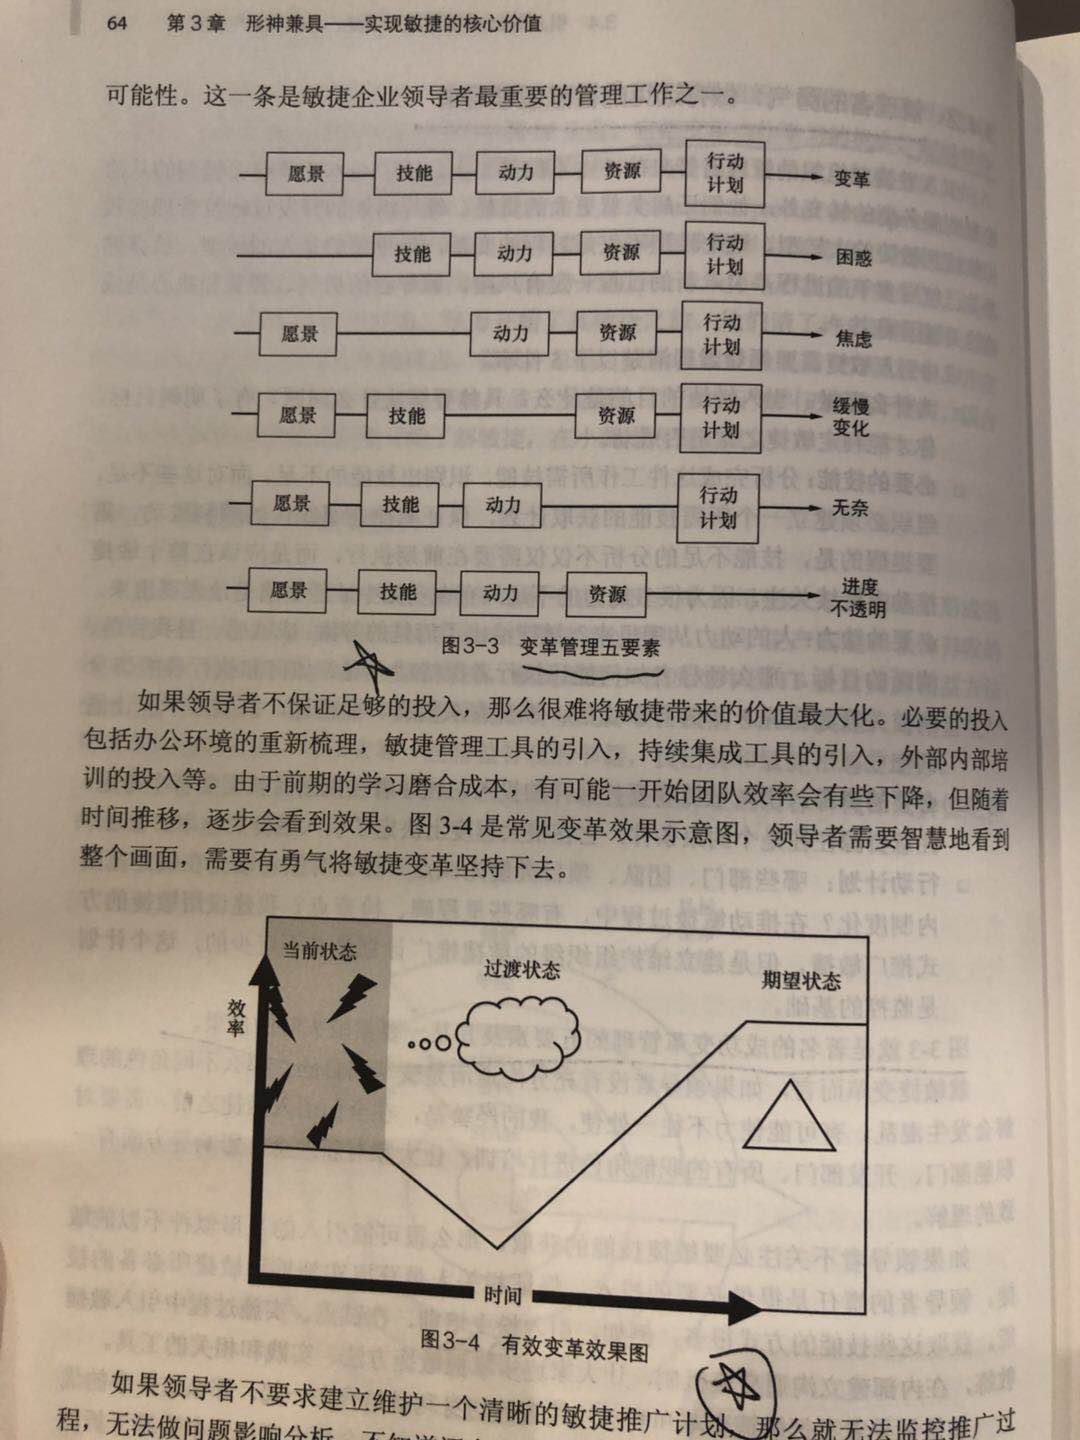 64 第3章 形神兼具——实现敏捷的核心价值
可能性。这一条是敏捷企业领导者最重要的管理工作之一。
愿景 技能 动力 资源 行动计划 变革
技能 动力 资源 行动计划 困惑
愿景 动力 资源 行动计划 焦虑
愿景 技能 资源 行动计划 缓慢变化
愿景 技能 动力 行动计划 无奈
愿景 技能 动力 资源 进度不透明
图3-3 变革管理五要素
如果领导者不保证足够的投入，那么很难将敏捷带来的价值最大化。必要的投入
包括办公环境的重新梳理，敏捷管理工具的引入，持续集成工具的引入，外部内部培
训的投入等。由于前期的学习磨合成本，有可能一开始团队效率会有些下降，但随着
时间推移，逐步会看到效果。图3-4是常见变革效果示意图，领导者需要智慧地看到
整个画面，需要有勇气将敏捷变革坚持下去。
当前状态
过渡状态
期望状态
效率
时间
图3-4 有效变革效果图
如果领导者不要求建立维护一个清晰的敏捷推广计划，那么就无法监控推广过
程，无法做问题影响分析